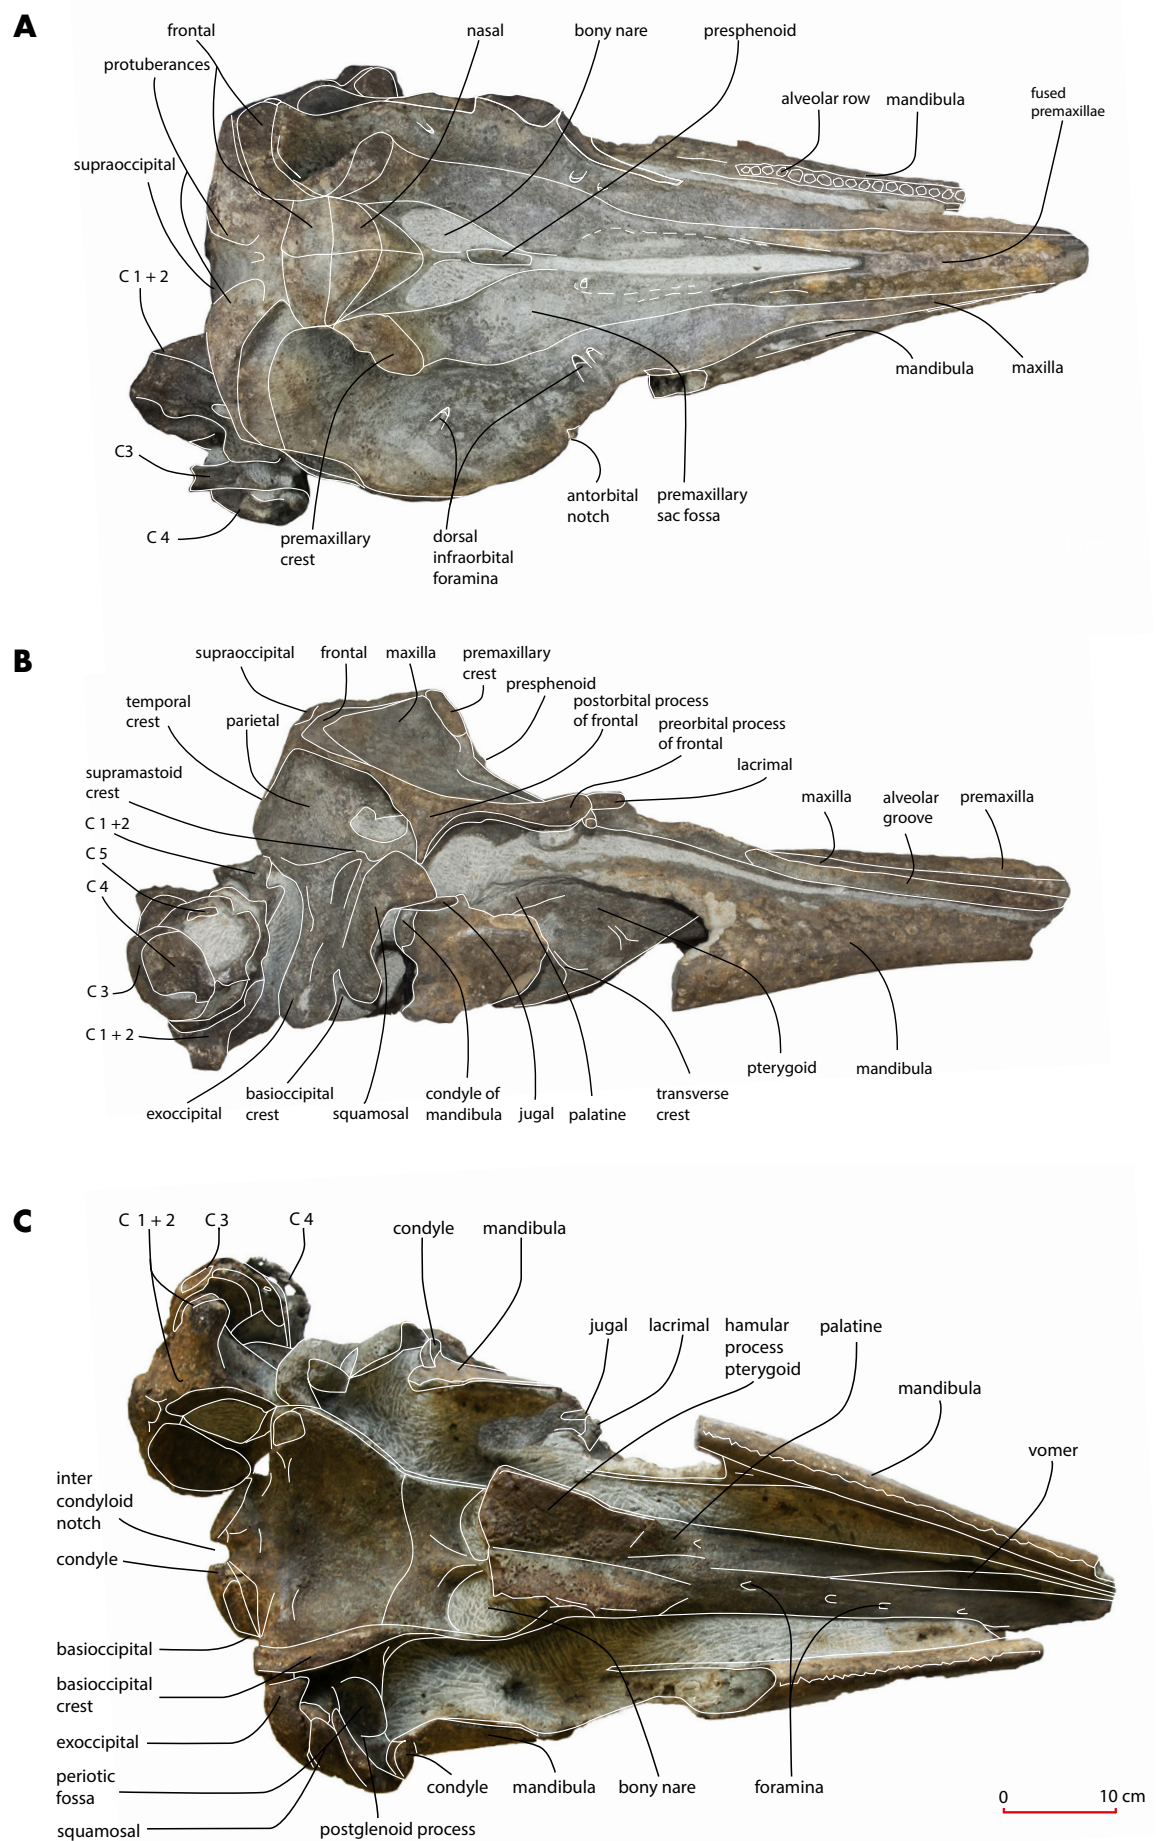 A
frontal
nasal
bony nare
presphenoid
protuberances
alveolar row
mandibula
fused
premaxillae
supraoccipital
C 1 + 2
mandibula
maxilla
C3
antorbital
notch
premaxillary
sac fossa
C 4
premaxillary
crest
dorsal
infraorbital
foramina
B
supraoccipital
frontal
maxilla
premaxillary
crest
presphenoid
temporal
crest
parietal
postorbital process
of frontal
preorbital process
of frontal
lacrimal
supramastoid
crest
maxilla
alveolar
groove
premaxilla
C 1 +2
C 5
C 4
C 3
C 1 + 2
pterygoid
mandibula
exoccipital
basioccipital
crest
squamosal
condyle of
mandibula
jugal
palatine
transverse
crest
C
C 1 + 2
C 3
C 4
condyle
mandibula
jugal
lacrimal
hamular
process
pterygoid
palatine
mandibula
vomer
inter
condyloid
notch
condyle
basioccipital
basioccipital
crest
exoccipital
periotic
fossa
squamosal
postglenoid process
condyle
mandibula
bony nare
foramina
0
10 cm